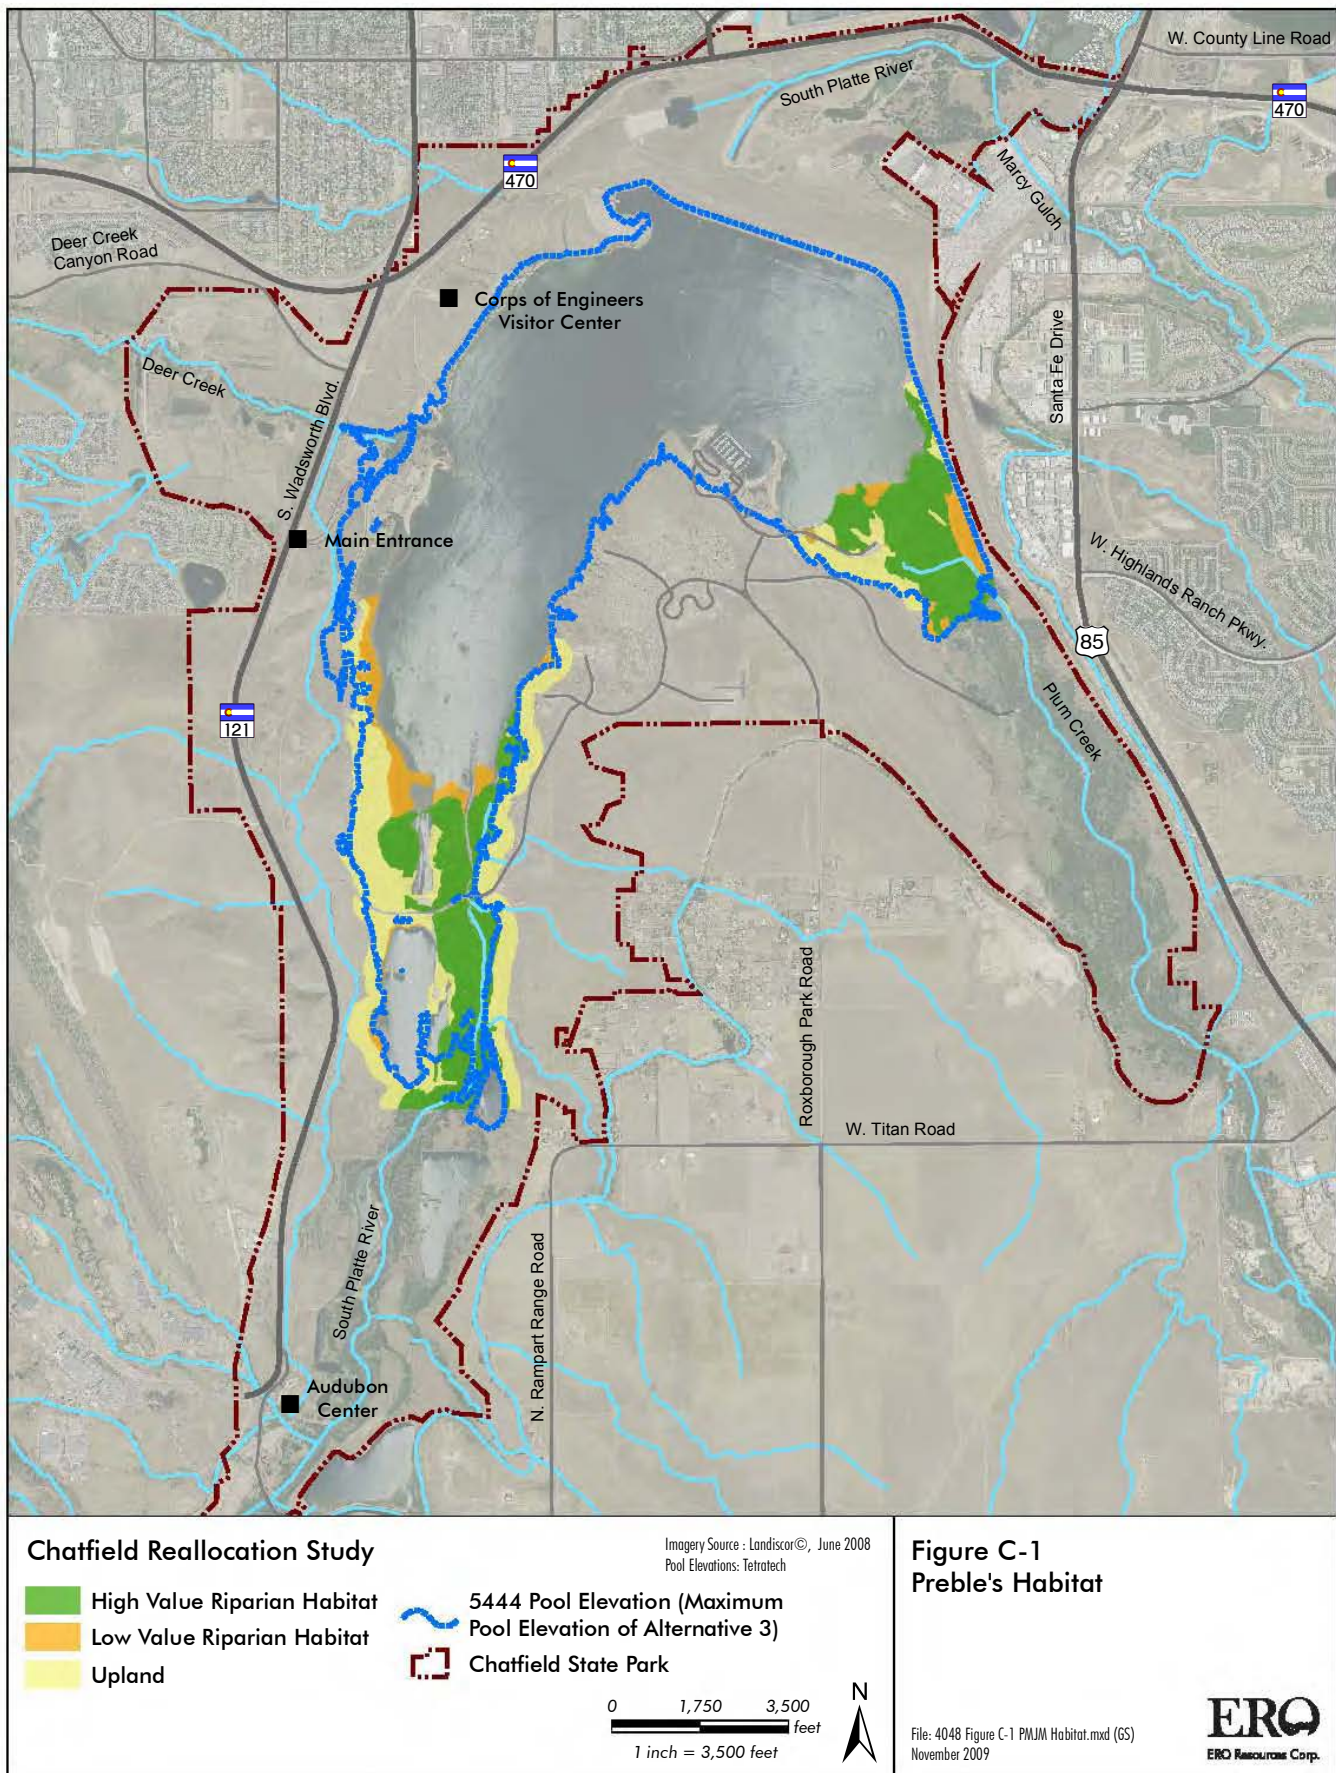 W. County Line Road
South Platte River
470
470
Marcy Gulch
Deer Creek
Canyon Road
Corps of Engineers
Visitor Center
Santa Fe Drive
Deer Creek
S. Wadsworth Blvd.
Main Entrance
W. Highlands Ranch Pkwy.
85
Plum Creek
121
Roxborough Park Road
W. Titan Road
South Platte River
N. Rampart Range Road
Audubon
Center
Chatfield Reallocation Study
Imagery Source : Landiscor©, June 2008
Pool Elevations: Tetratech
High Value Riparian Habitat
Low Value Riparian Habitat
Upland
5444 Pool Elevation (Maximum
Pool Elevation of Alternative 3)
Chatfield State Park
0 1,750 3,500
feet
1 inch = 3,500 feet
N
Figure C-1
Preble's Habitat
File: 4048 Figure C-1 PMJM Habitat.mxd (GS)
November 2009
ERO
ERO Resources Corp.